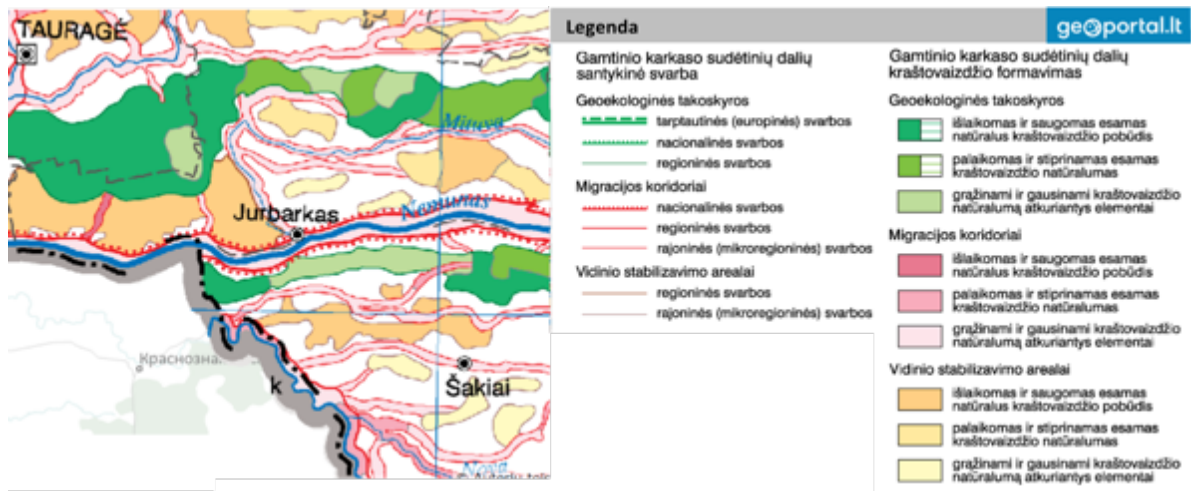 TAURAGĖ
Mituva
Jurbarkas
Nemunas
Краснозна.
k
Šakiai
Nova
© Autorių teis
Legenda
geoportal.lt
Gamtinio karkaso sudėtinių dalių
santykinė svarba
Geoekologinės takoskyros
tarptautinės (europinės) svarbos
nacionalinės svarbos
regioninės svarbos
Migracijos koridoriai
nacionalinės svarbos
regioninės svarbos
rajoninės (mikroregioninės) svarbos
Vidinio stabilizavimo arealai
regioninės svarbos
rajoninės (mikroregioninės) svarbos
Gamtinio karkaso sudėtinių dalių
kraštovaizdžio formavimas
Geoekologinės takoskyros
išlaikomas ir saugomas esamas
natūralus kraštovaizdžio pobūdis
palaikomas ir stiprinamas esamas
kraštovaizdžio natūralumas
grąžinami ir gausinami kraštovaizdžio
natūralumą atkuriantys elementai
Migracijos koridoriai
išlaikomas ir saugomas esamas
natūralus kraštovaizdžio pobūdis
palaikomas ir stiprinamas esamas
kraštovaizdžio natūralumas
grąžinami ir gausinami kraštovaizdžio
natūralumą atkuriantys elementai
Vidinio stabilizavimo arealai
išlaikomas ir saugomas esamas
natūralus kraštovaizdžio pobūdis
palaikomas ir stiprinamas esamas
kraštovaizdžio natūralumas
grąžinami ir gausinami kraštovaizdžio
natūralumą atkuriantys elementai